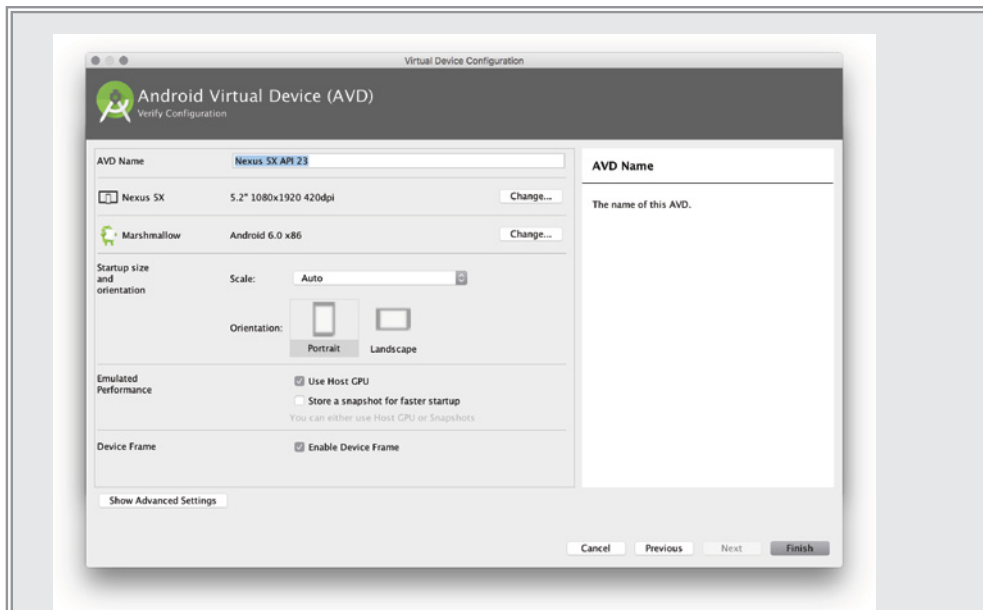 Virtual Device Configuration
Android Virtual Device (AVD)
Verify Configuration
AVD Name
Nexus 5X API 23
Nexus 5X
5.2" 1080x1920 420dpi
Change...
Marshmallow
Android 6.0 x86
Change...
Startup size
and
orientation
Scale:
Auto
Orientation:
Portrait
Landscape
Emulated
Performance
Use Host GPU
Store a snapshot for faster startup
You can either use Host GPU or Snapshots
Device Frame
Enable Device Frame
Show Advanced Settings
AVD Name
The name of this AVD.
Cancel
Previous
Next
Finish